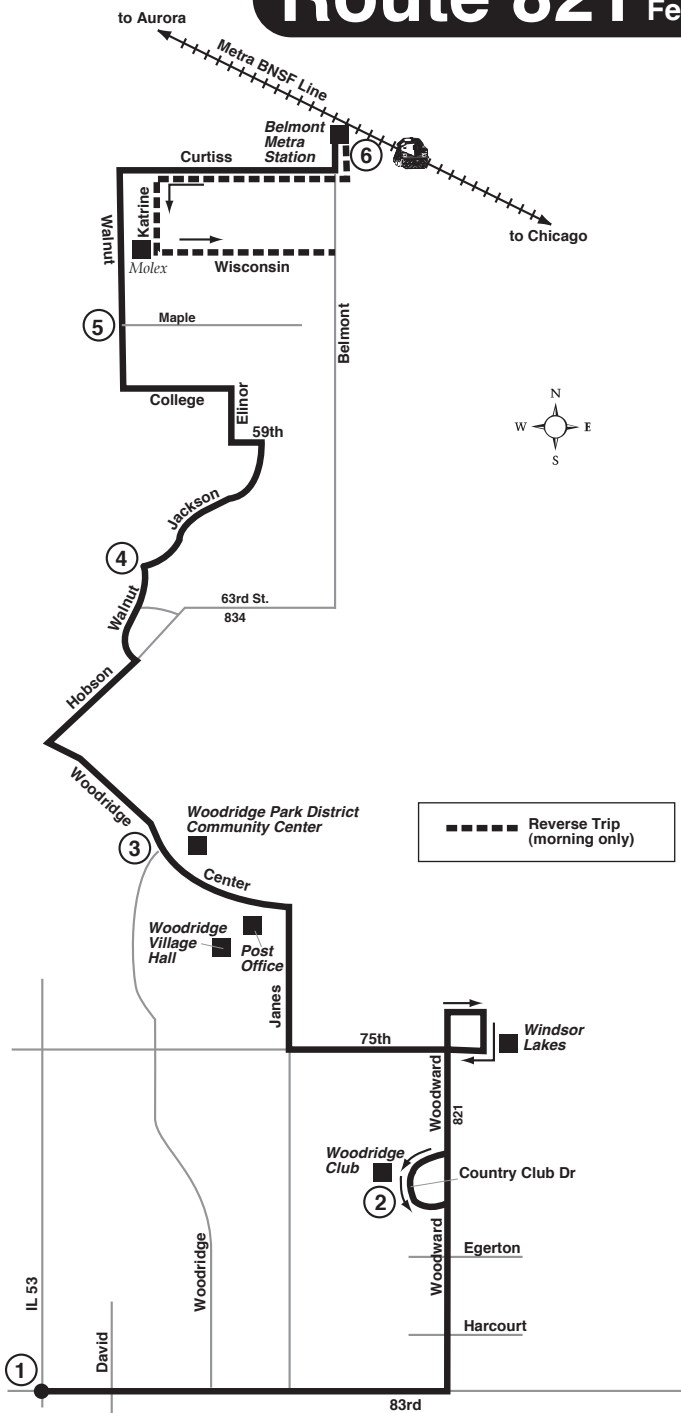 Route 821 Fe
to Aurora
Metra BNSF Line
Belmont
Metra
Station
6
Curtiss
Walnut
Katrine
to Chicago
Molex
Wisconsin
5
Maple
Belmont
College
Elinor
59th
N
W
E
S
Jackson
4
Walnut
63rd St.
834
Hobson
Woodridge
Woodridge Park District
Community Center
Reverse Trip
(morning only)
3
Center
Woodridge
Village
Hall
Post
Office
Janes
75th
Windsor
Lakes
Woodward
821
Woodridge
Club
Country Club Dr
2
Woodward
Egerton
IL 53
Woodridge
Harcourt
David
1
83rd